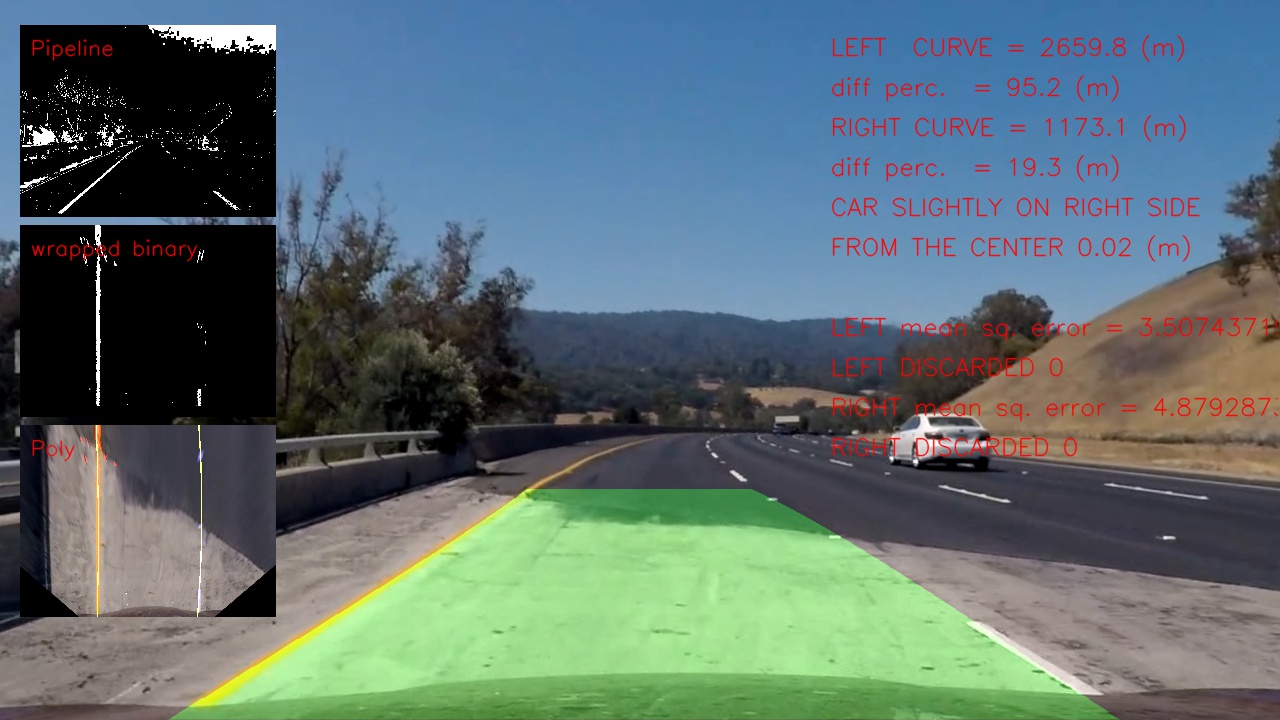 Pipeline
wrapped binary
Poly
LEFT CURVE = 2659.8 (m)
diff perc. = 95.2 (m)
RIGHT CURVE = 1173.1 (m)
diff perc. = 19.3 (m)
CAR SLIGHTLY ON RIGHT SIDE
FROM THE CENTER 0.02 (m)
LEFT mean sq. error = 3.5074371
LEFT DISCARDED 0
RIGHT mean sq. error = 4.879287
RIGHT DISCARDED 0